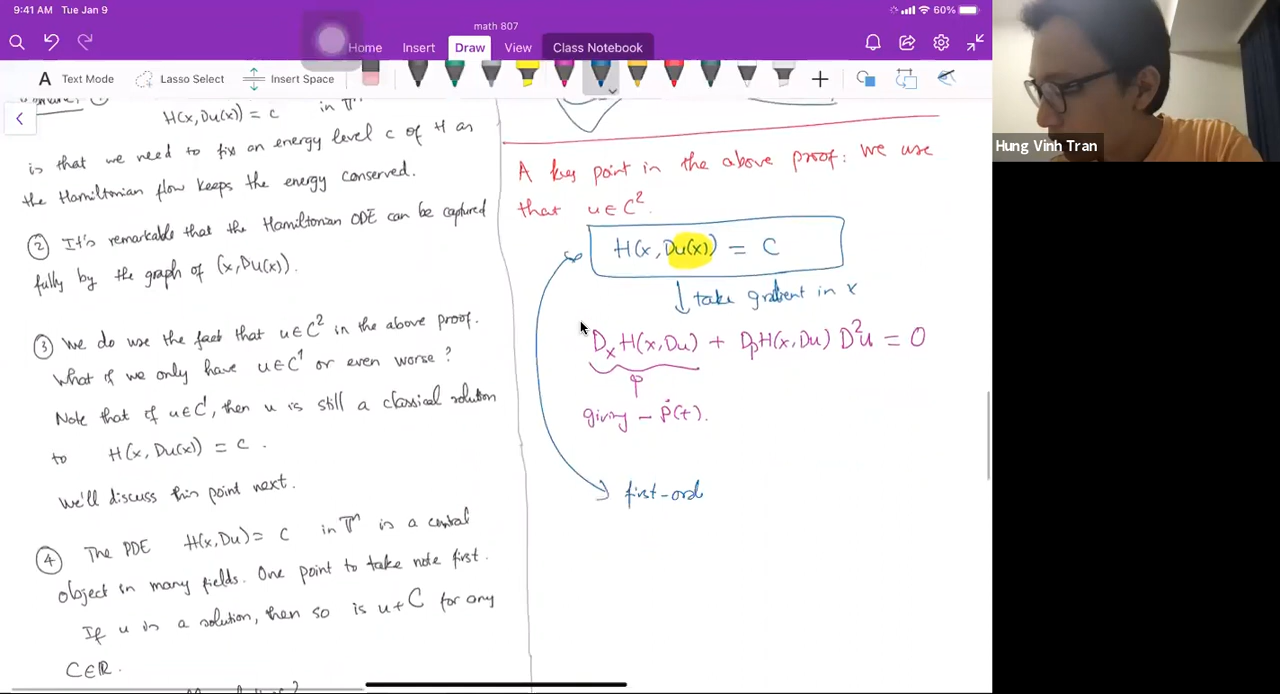 9:41 AM Tue Jan 9
60%
math 807
Home Insert Draw View Class Notebook
Text Mode Lasso Select Insert Space
H(x, Du(x)) = c in 𝕋ⁿ
is that we need to fix an energy level c of H as
the Hamiltonian flow keeps the energy conserved.
② It's remarkable that the Hamiltonian ODE can be captured
fully by the graph of (x, Du(x)).
③ We do use the fact that u∈C² in the above proof.
What if we only have u∈C¹ or even worse?
Note that if u∈C¹, then u is still a classical solution
to H(x, Du(x)) = c.
We'll discuss this point next.
④ The PDE H(x, Du) = c in 𝕋ⁿ is a central
object in many fields. One point to take note first.
If u is a solution, then so is u+C for any
C∈ℝ.
A key point in the above proof: we use
that u∈C².
H(x, Du(x)) = C
↓ take gradient in x
DₓH(x, Du) + DpH(x, Du) D²u = 0
giving - Ṗ(t).
first-ord
Hung Vinh Tran